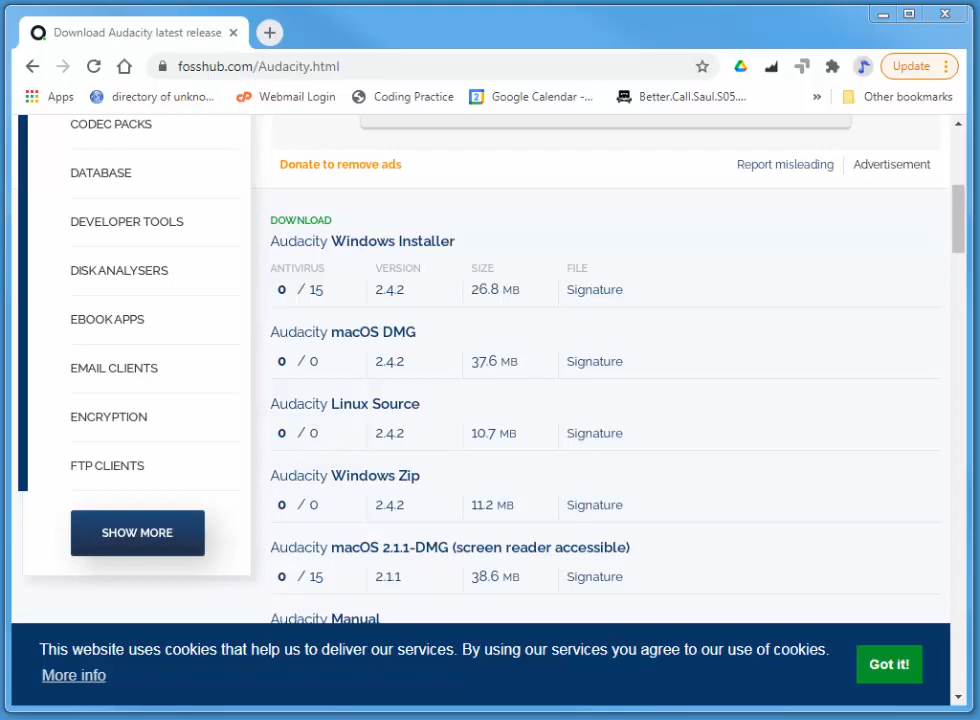 Download Audacity latest release
fosshub.com/Audacity.html
Update
Apps
directory of unkno...
Webmail Login
Coding Practice
Google Calendar -...
Better.Call.Saul.S05....
»
Other bookmarks
CODEC PACKS
DATABASE
DEVELOPER TOOLS
DISK ANALYSERS
EBOOK APPS
EMAIL CLIENTS
ENCRYPTION
FTP CLIENTS
SHOW MORE
Donate to remove ads
Report misleading
Advertisement
DOWNLOAD
Audacity Windows Installer
ANTIVIRUS VERSION SIZE FILE
0 / 15 2.4.2 26.8 MB Signature
Audacity macOS DMG
0 / 0 2.4.2 37.6 MB Signature
Audacity Linux Source
0 / 0 2.4.2 10.7 MB Signature
Audacity Windows Zip
0 / 0 2.4.2 11.2 MB Signature
Audacity macOS 2.1.1-DMG (screen reader accessible)
0 / 15 2.1.1 38.6 MB Signature
Audacity Manual
This website uses cookies that help us to deliver our services. By using our services you agree to our use of cookies.
More info
Got it!